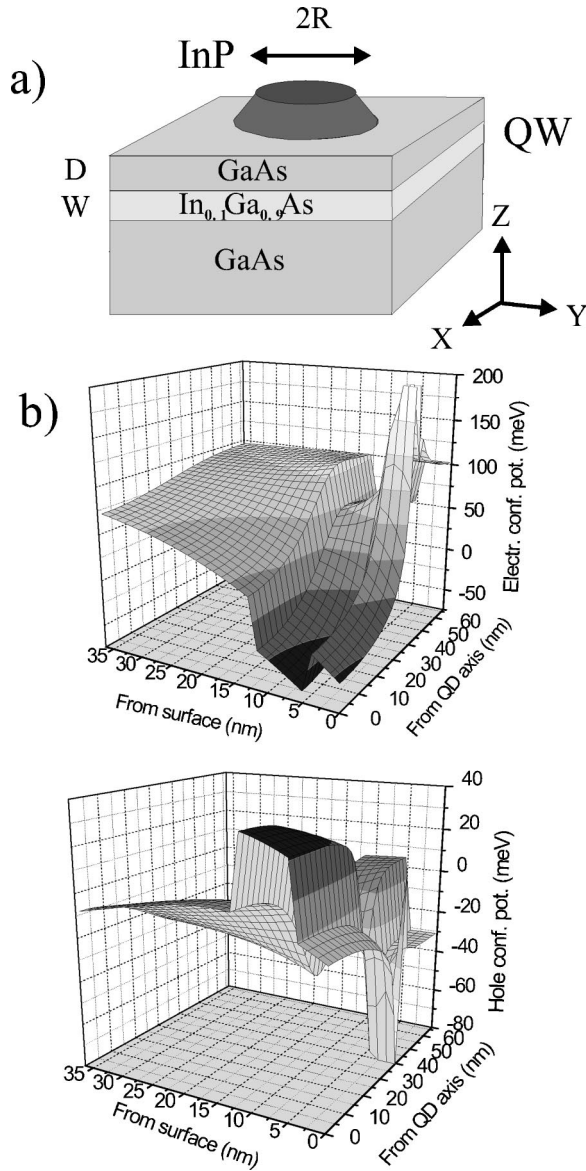 2R
InP
a)
QW
D
GaAs
W
In0.1Ga0.9As
GaAs
Z
X
Y
b)
200
150
100
50
0
-50
Electr. conf. pot. (meV)
35
30
25
20
15
10
5
0
From surface (nm)
0
10
20
30
40
50
60
From QD axis (nm)
40
20
0
-20
-40
-60
-80
Hole conf. pot. (meV)
35
30
25
20
15
10
5
0
From surface (nm)
0
10
20
30
40
50
60
From QD axis (nm)